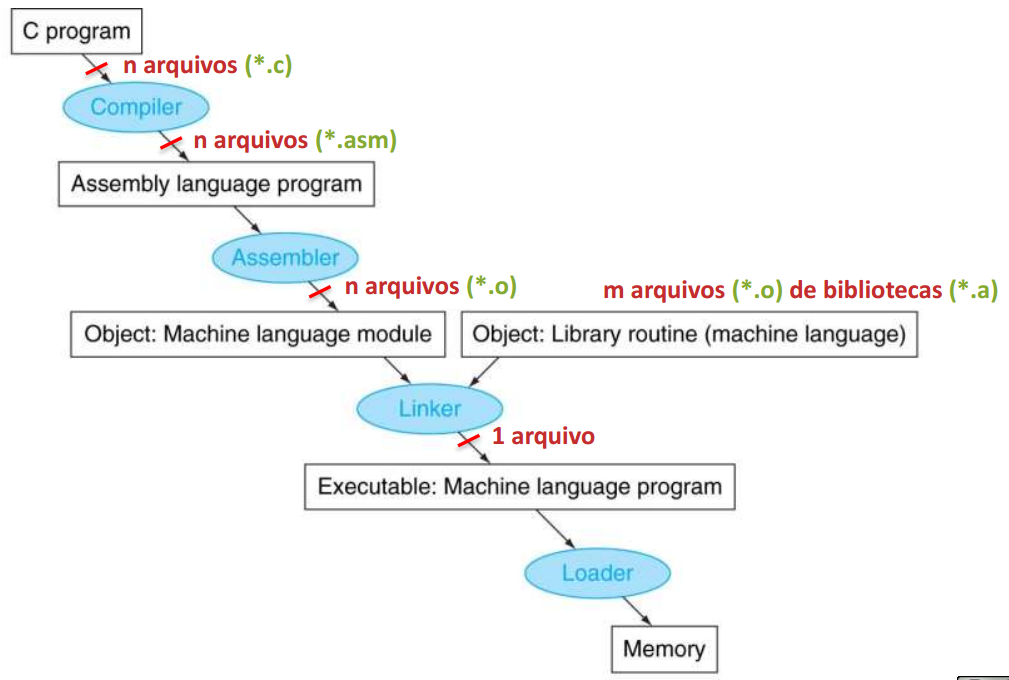 C program
n arquivos (*.c)
Compiler
n arquivos (*.asm)
Assembly language program
Assembler
n arquivos (*.o)
m arquivos (*.o) de bibliotecas (*.a)
Object: Machine language module
Object: Library routine (machine language)
Linker
1 arquivo
Executable: Machine language program
Loader
Memory